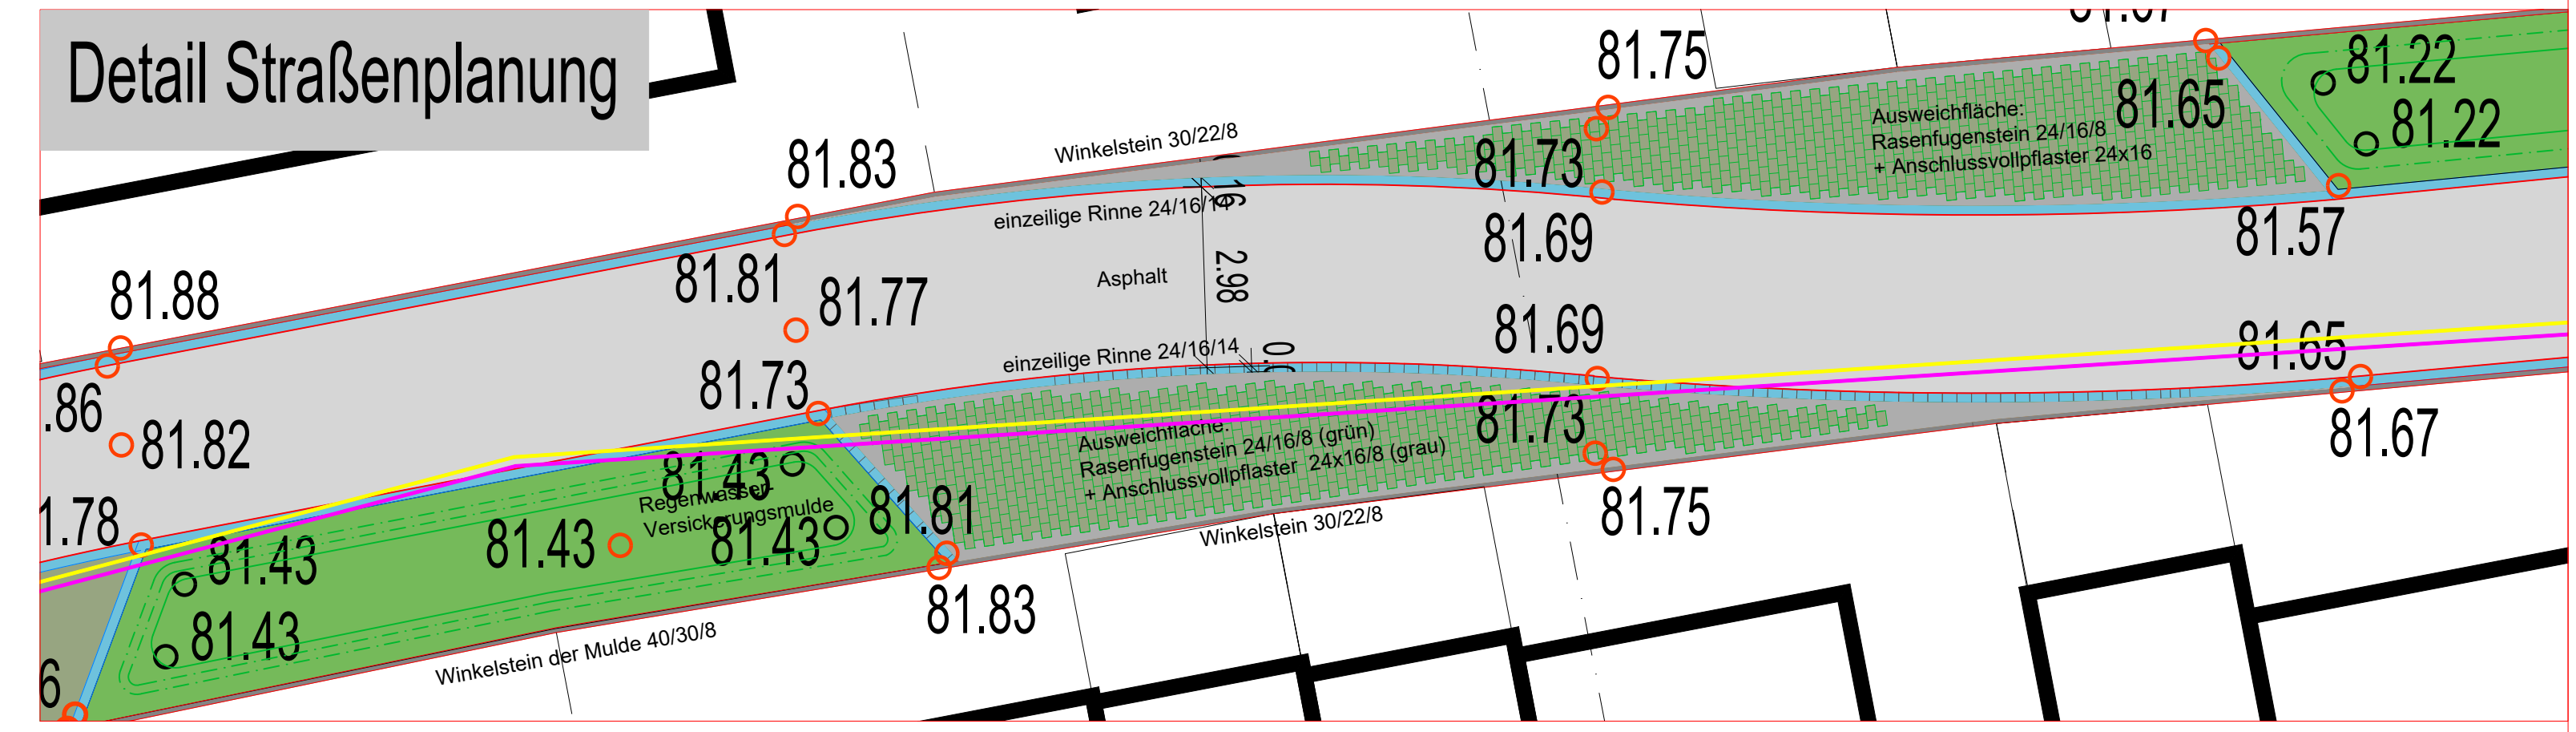 Detail Straßenplanung
81.75
81.22
81.22
81.65
Ausweichfläche:
Rasenfugenstein 24/16/8
+ Anschlussvollpflaster 24x16
Winkelstein 30/22/8
81.83
81.73
einzeilige Rinne 24/16/14
81.69
81.57
81.88
81.81
81.77
Asphalt
2.98
81.69
81.65
einzeilige Rinne 24/16/14
81.73
.86
81.82
81.73
81.67
Ausweichfläche:
Rasenfugenstein 24/16/8 (grün)
+ Anschlussvollpflaster 24x16/8 (grau)
81.43
Regenwasser-
Versickerungsmulde
81.81
81.75
1.78
81.43
81.43
81.43
Winkelstein 30/22/8
81.43
81.83
Winkelstein der Mulde 40/30/8
6